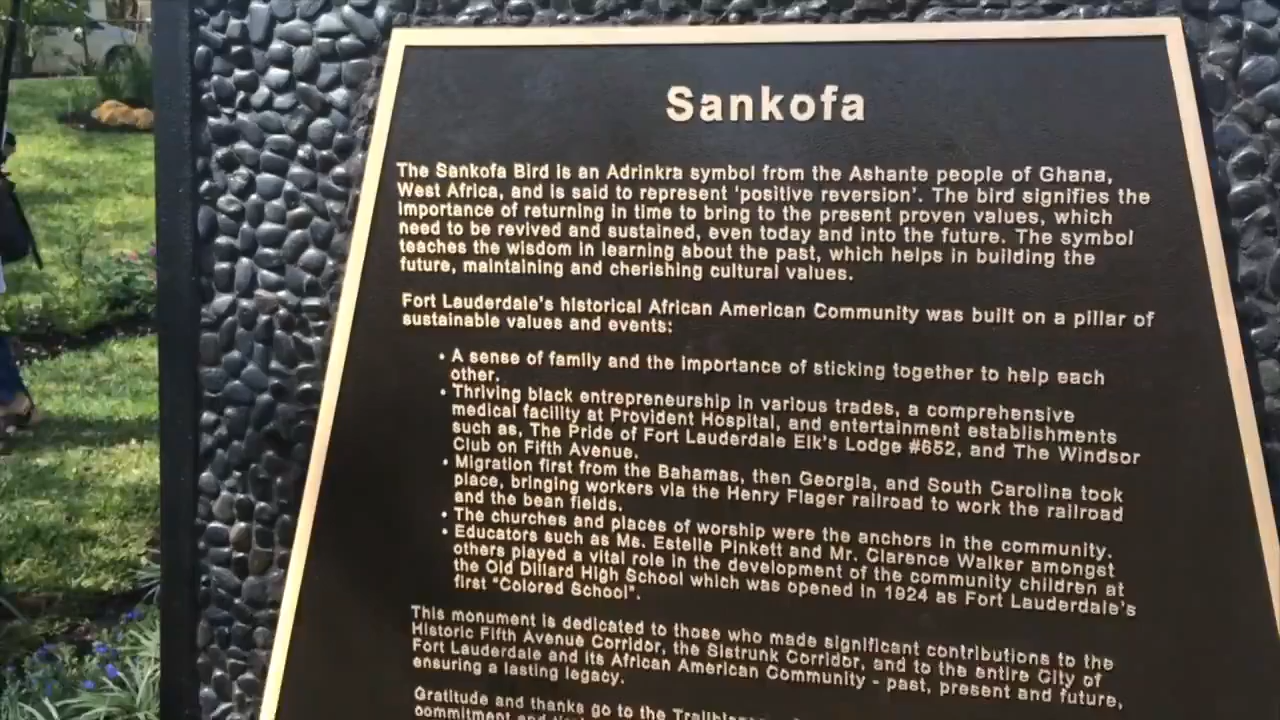 Sankofa
The Sankofa Bird is an Adrinkra symbol from the Ashante people of Ghana,
West Africa, and is said to represent 'positive reversion'. The bird signifies the
importance of returning in time to bring to the present proven values, which
need to be revived and sustained, even today and into the future. The symbol
teaches the wisdom in learning about the past, which helps in building the
future, maintaining and cherishing cultural values.
Fort Lauderdale's historical African American Community was built on a pillar of
sustainable values and events:
• A sense of family and the importance of sticking together to help each
other.
• Thriving black entrepreneurship in various trades, a comprehensive
medical facility at Provident Hospital, and entertainment establishments
such as, The Pride of Fort Lauderdale Elk's Lodge #652, and The Windsor
Club on Fifth Avenue.
• Migration first from the Bahamas, then Georgia, and South Carolina took
place, bringing workers via the Henry Flager railroad to work the railroad
and the bean fields.
• The churches and places of worship were the anchors in the community.
• Educators such as Ms. Estelle Pinkett and Mr. Clarence Walker amongst
others played a vital role in the development of the community children at
the Old Dillard High School which was opened in 1924 as Fort Lauderdale's
first "Colored School".
This monument is dedicated to those who made significant contributions to the
Historic Fifth Avenue Corridor, the Sistrunk Corridor, and to the entire City of
Fort Lauderdale and its African American Community - past, present and future,
ensuring a lasting legacy.
Gratitude and thanks go to the
commitment and